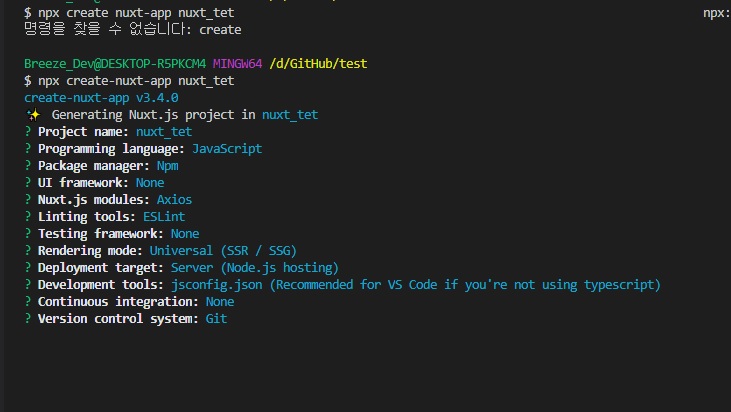 $ npx create nuxt-app nuxt_tet
npx:
명령을 찾을 수 없습니다: create
Breeze_Dev@DESKTOP-R5PKCM4 MINGW64 /d/GitHub/test
$ npx create-nuxt-app nuxt_tet
create-nuxt-app v3.4.0
✨ Generating Nuxt.js project in nuxt_tet
? Project name: nuxt_tet
? Programming language: JavaScript
? Package manager: Npm
? UI framework: None
? Nuxt.js modules: Axios
? Linting tools: ESLint
? Testing framework: None
? Rendering mode: Universal (SSR / SSG)
? Deployment target: Server (Node.js hosting)
? Development tools: jsconfig.json (Recommended for VS Code if you're not using typescript)
? Continuous integration: None
? Version control system: Git